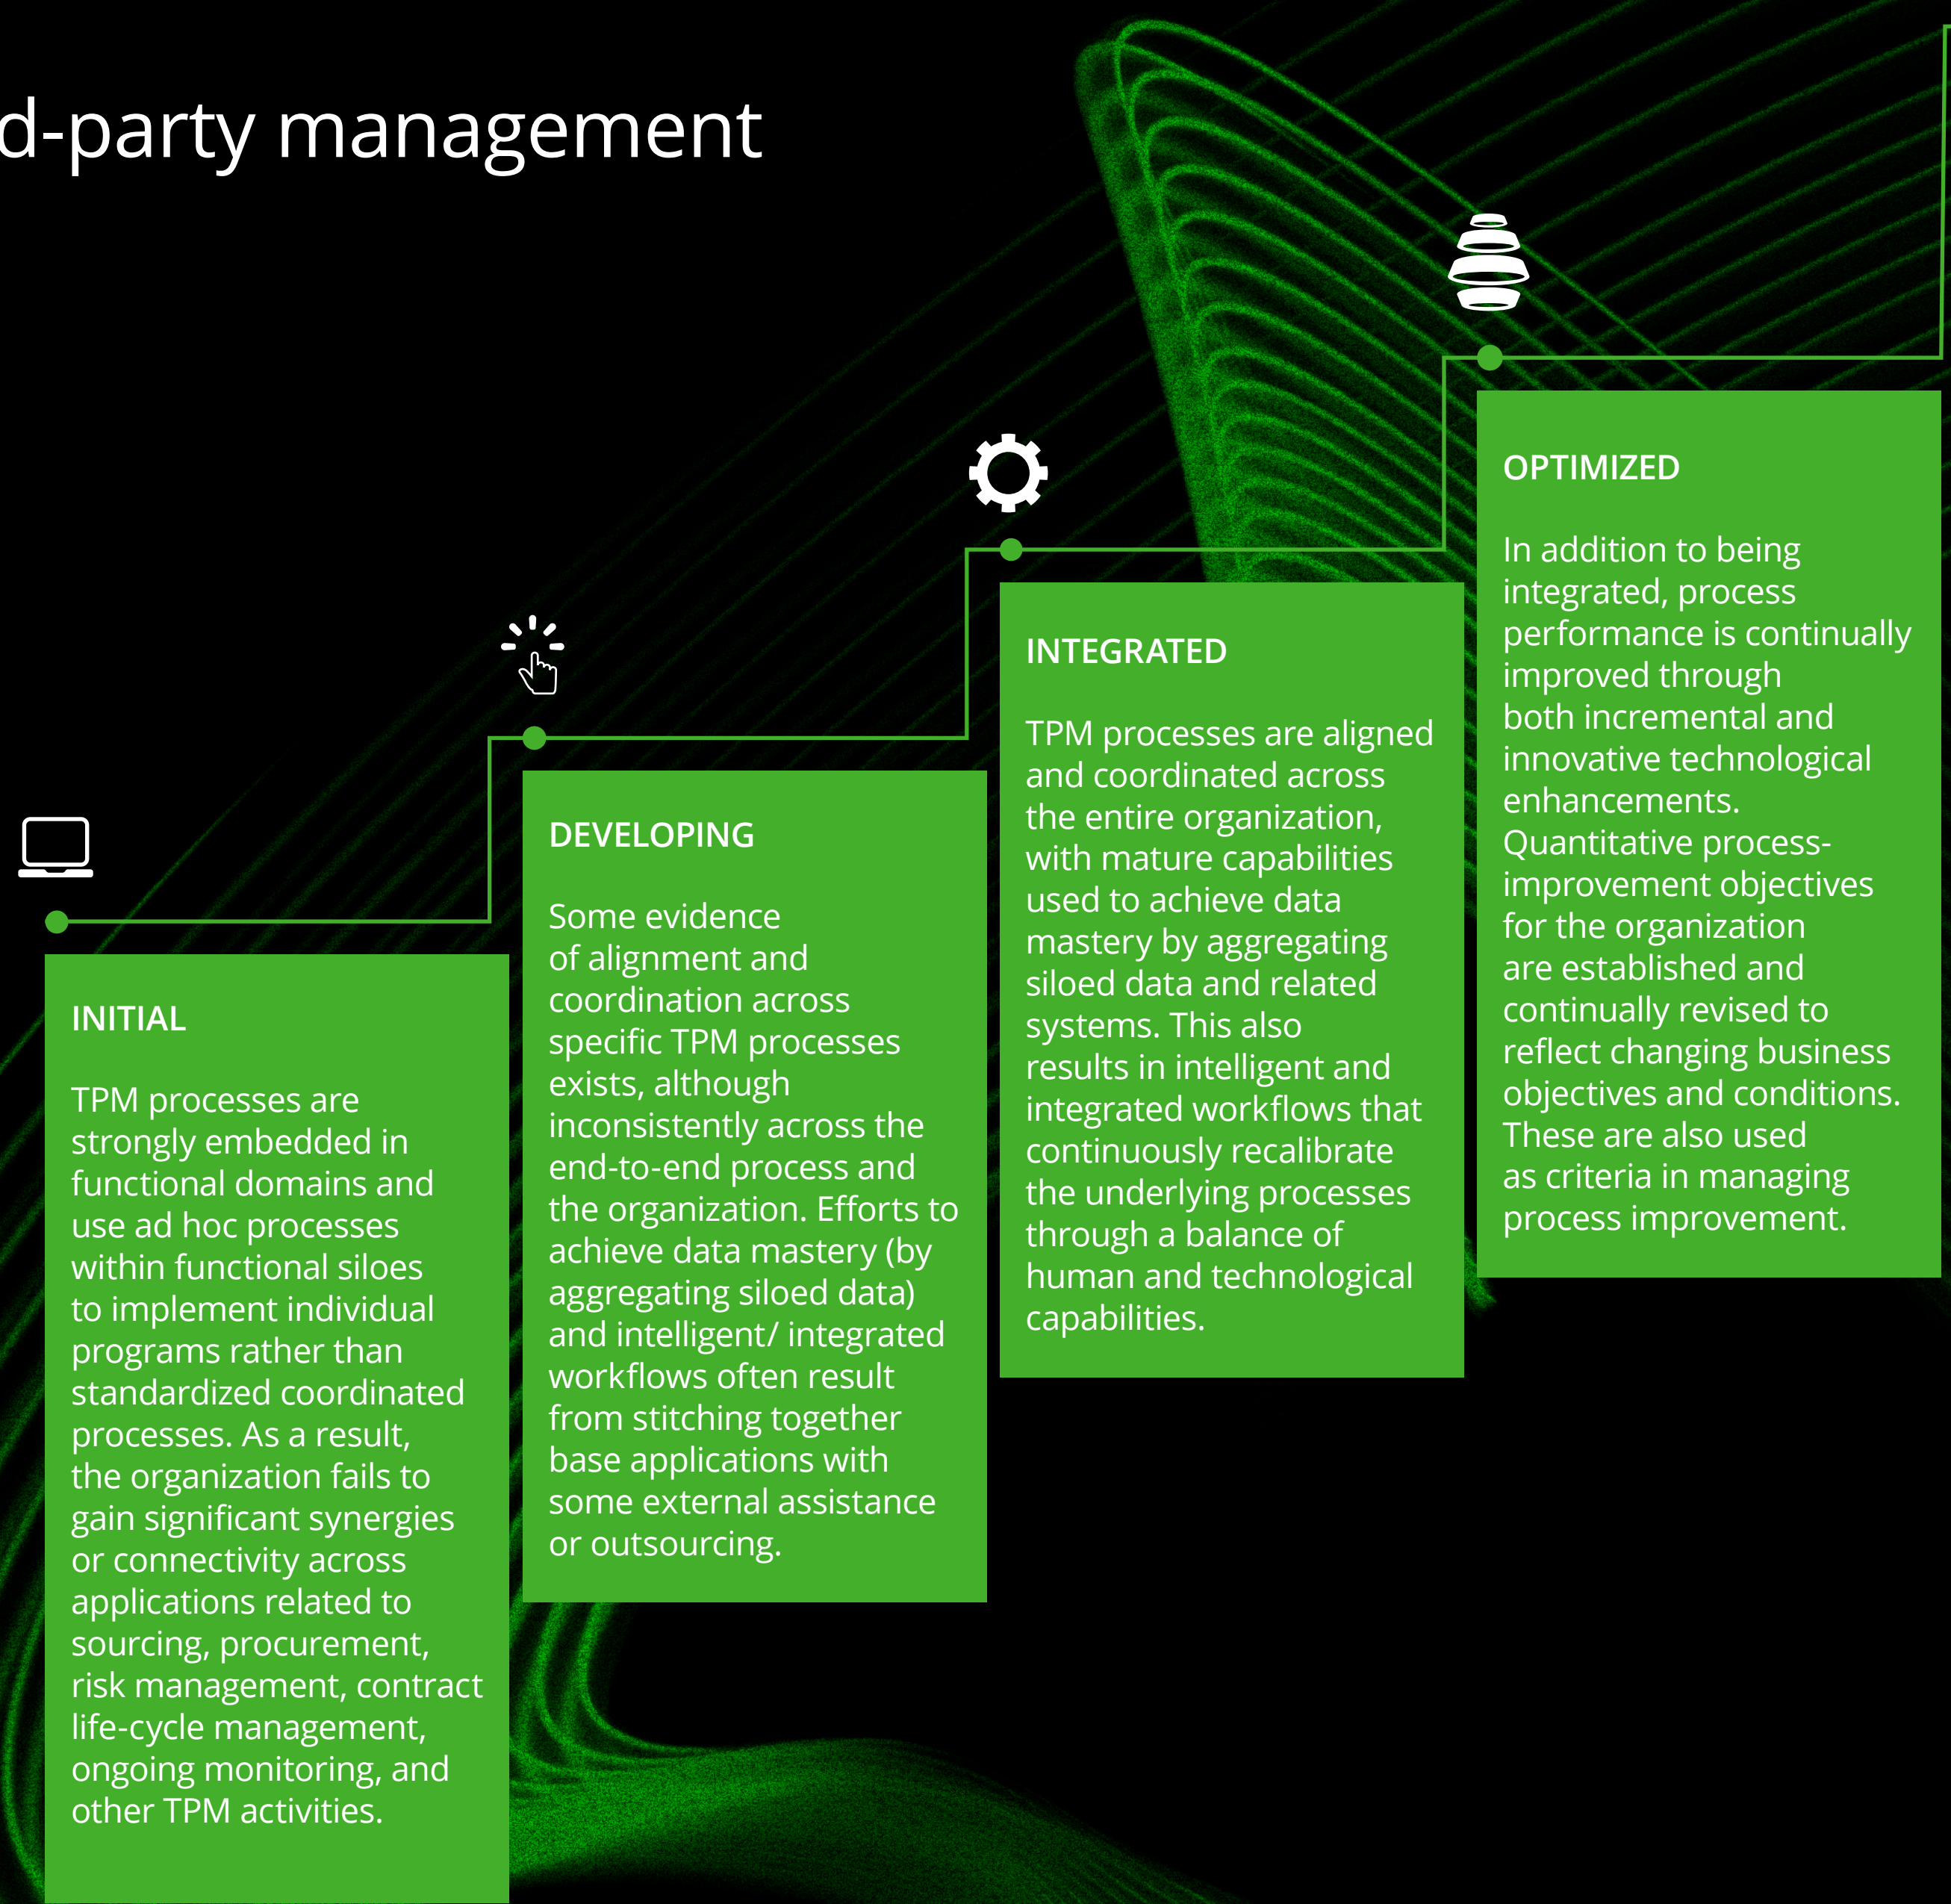 d-party management
INITIAL
TPM processes are
strongly embedded in
functional domains and
use ad hoc processes
within functional siloes
to implement individual
programs rather than
standardized coordinated
processes. As a result,
the organization fails to
gain significant synergies
or connectivity across
applications related to
sourcing, procurement,
risk management, contract
life-cycle management,
ongoing monitoring, and
other TPM activities.
DEVELOPING
Some evidence
of alignment and
coordination across
specific TPM processes
exists, although
inconsistently across the
end-to-end process and
the organization. Efforts to
achieve data mastery (by
aggregating siloed data)
and intelligent/ integrated
workflows often result
from stitching together
base applications with
some external assistance
or outsourcing.
INTEGRATED
TPM processes are aligned
and coordinated across
the entire organization,
with mature capabilities
used to achieve data
mastery by aggregating
siloed data and related
systems. This also
results in intelligent and
integrated workflows that
continuously recalibrate
the underlying processes
through a balance of
human and technological
capabilities.
OPTIMIZED
In addition to being
integrated, process
performance is continually
improved through
both incremental and
innovative technological
enhancements.
Quantitative process-
improvement objectives
for the organization
are established and
continually revised to
reflect changing business
objectives and conditions.
These are also used
as criteria in managing
process improvement.